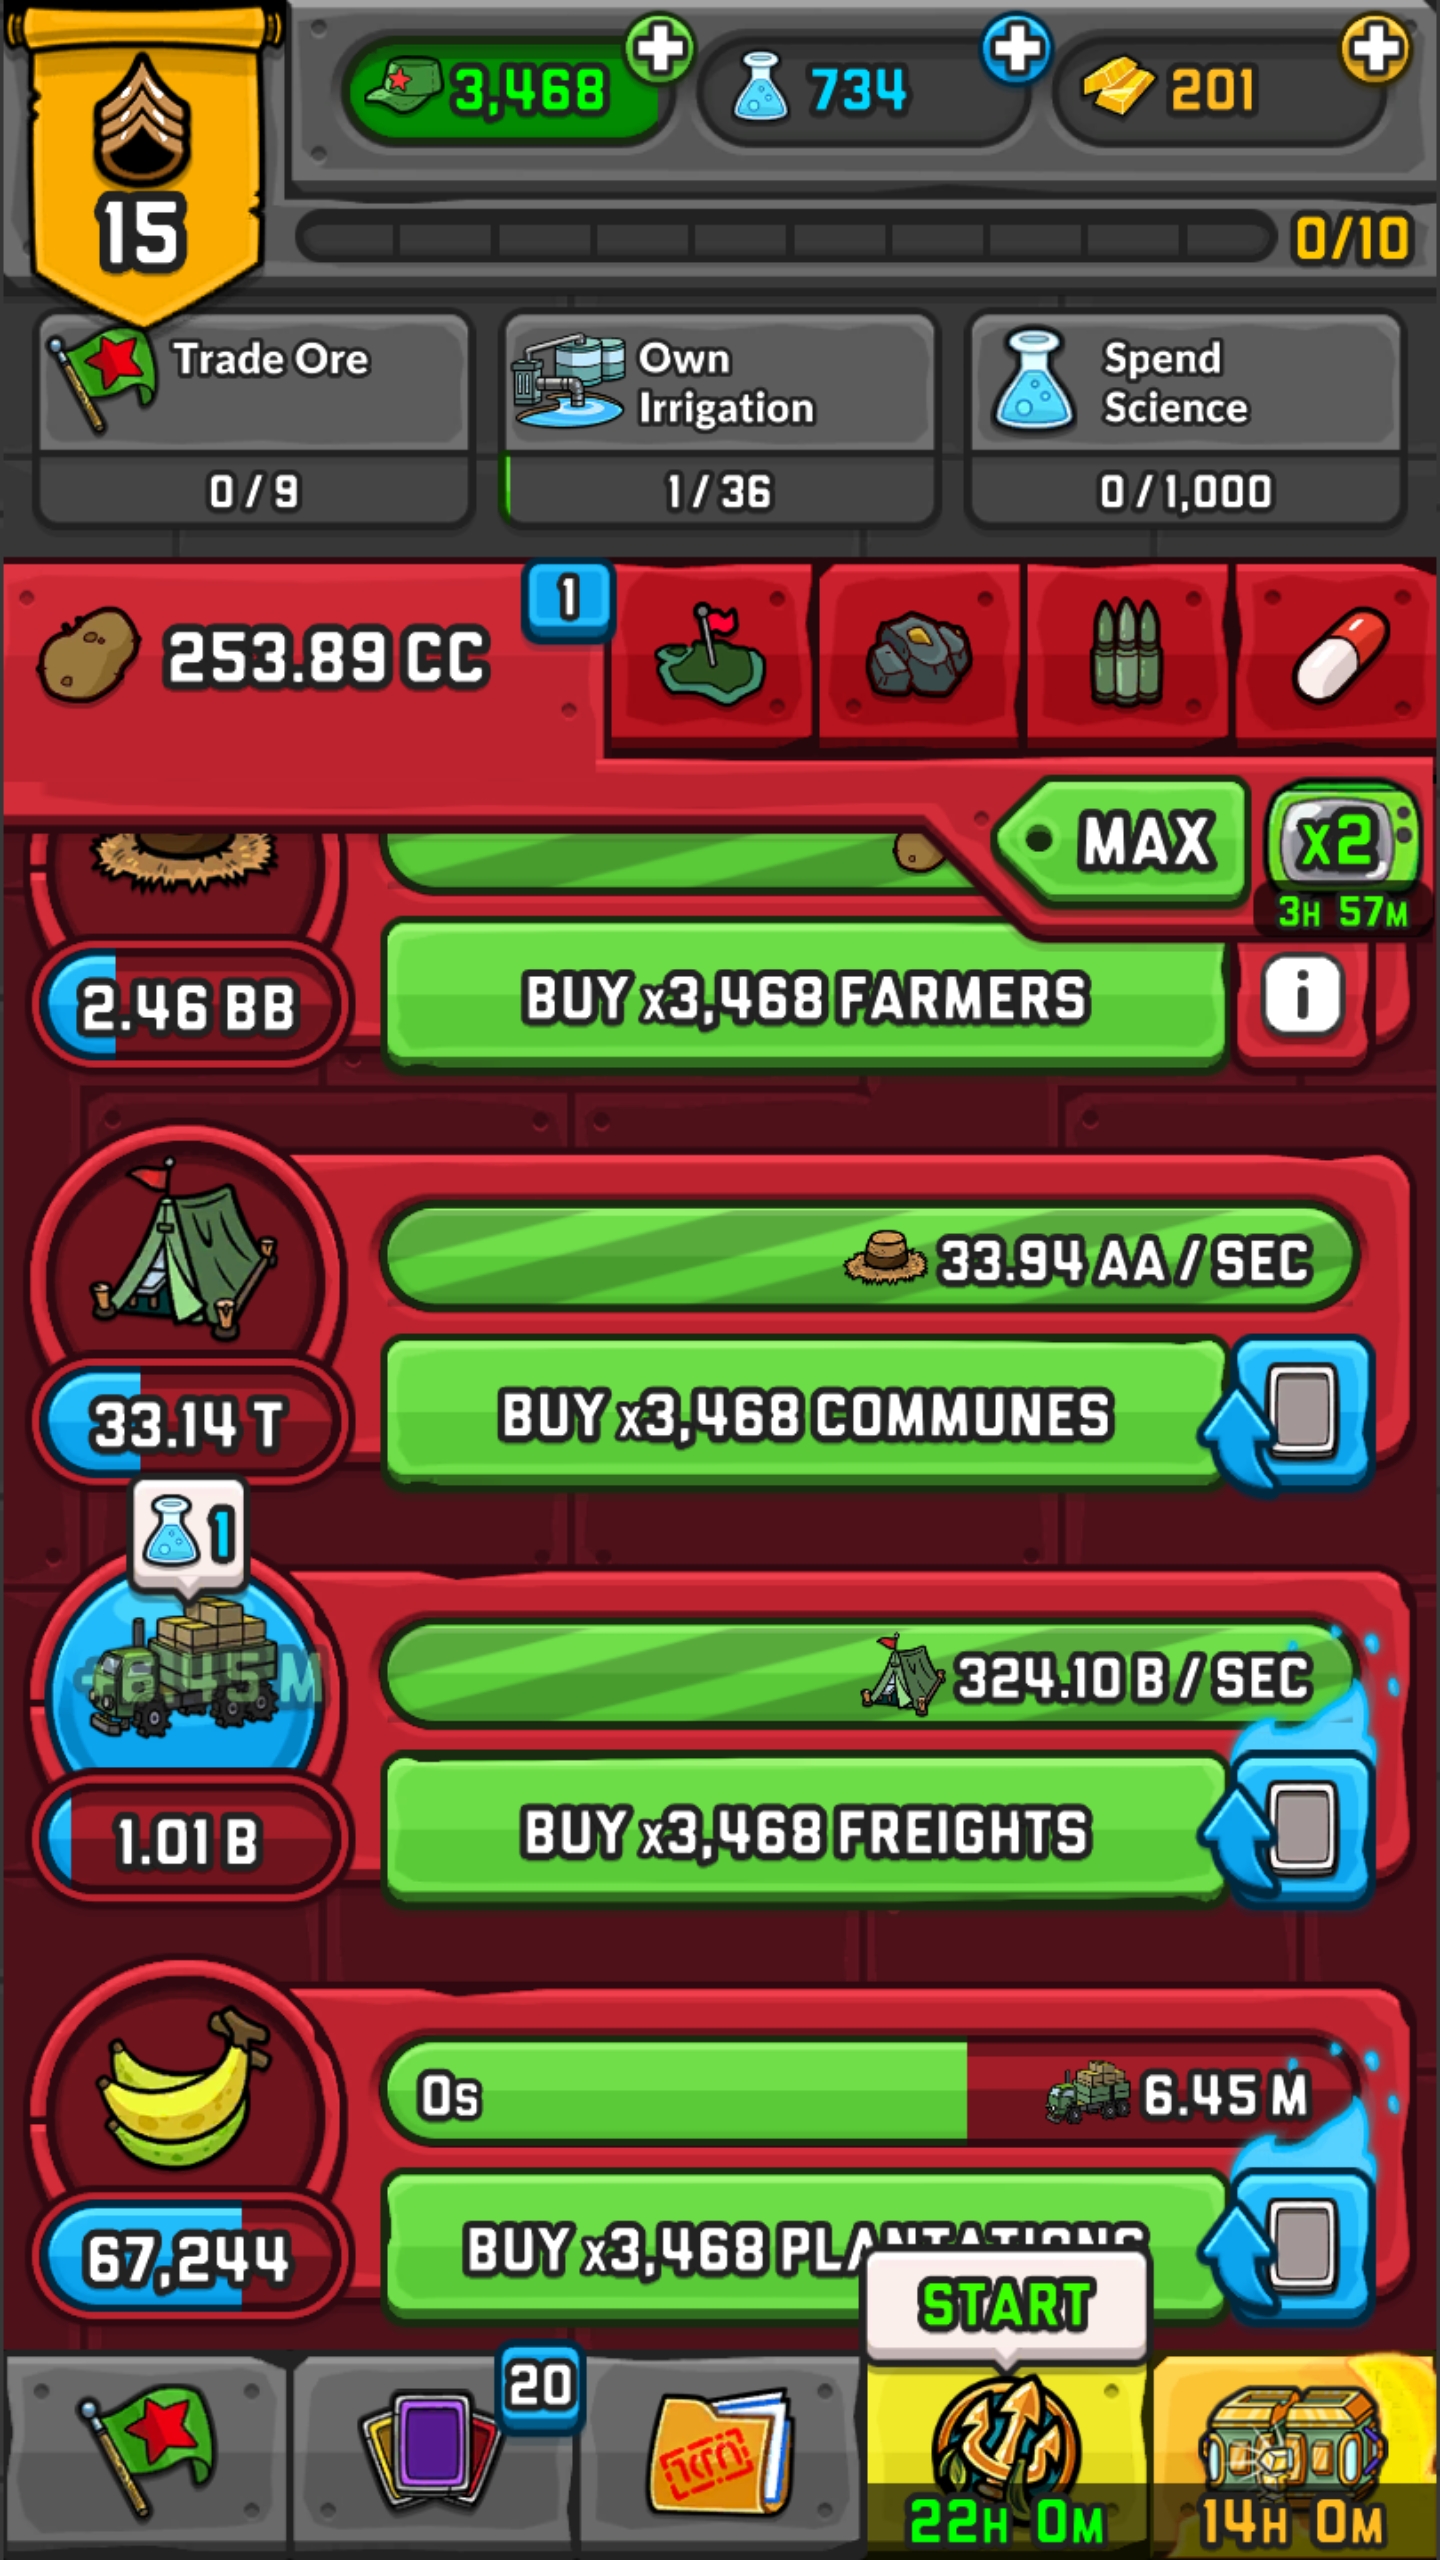 3,468
734
201
15
0/10
Trade Ore
0 / 9
Own
Irrigation
1 / 36
Spend
Science
0 / 1,000
253.89 CC
1
MAX
x2
3H 57M
2.46 BB
BUY x3,468 FARMERS
i
33.94 AA / SEC
33.14 T
BUY x3,468 COMMUNES
1
324.10 B / SEC
1.01 B
BUY x3,468 FREIGHTS
0s
6.45 M
67,244
BUY x3,468 PLANTATIONS
START
20
22H 0M
14H 0M